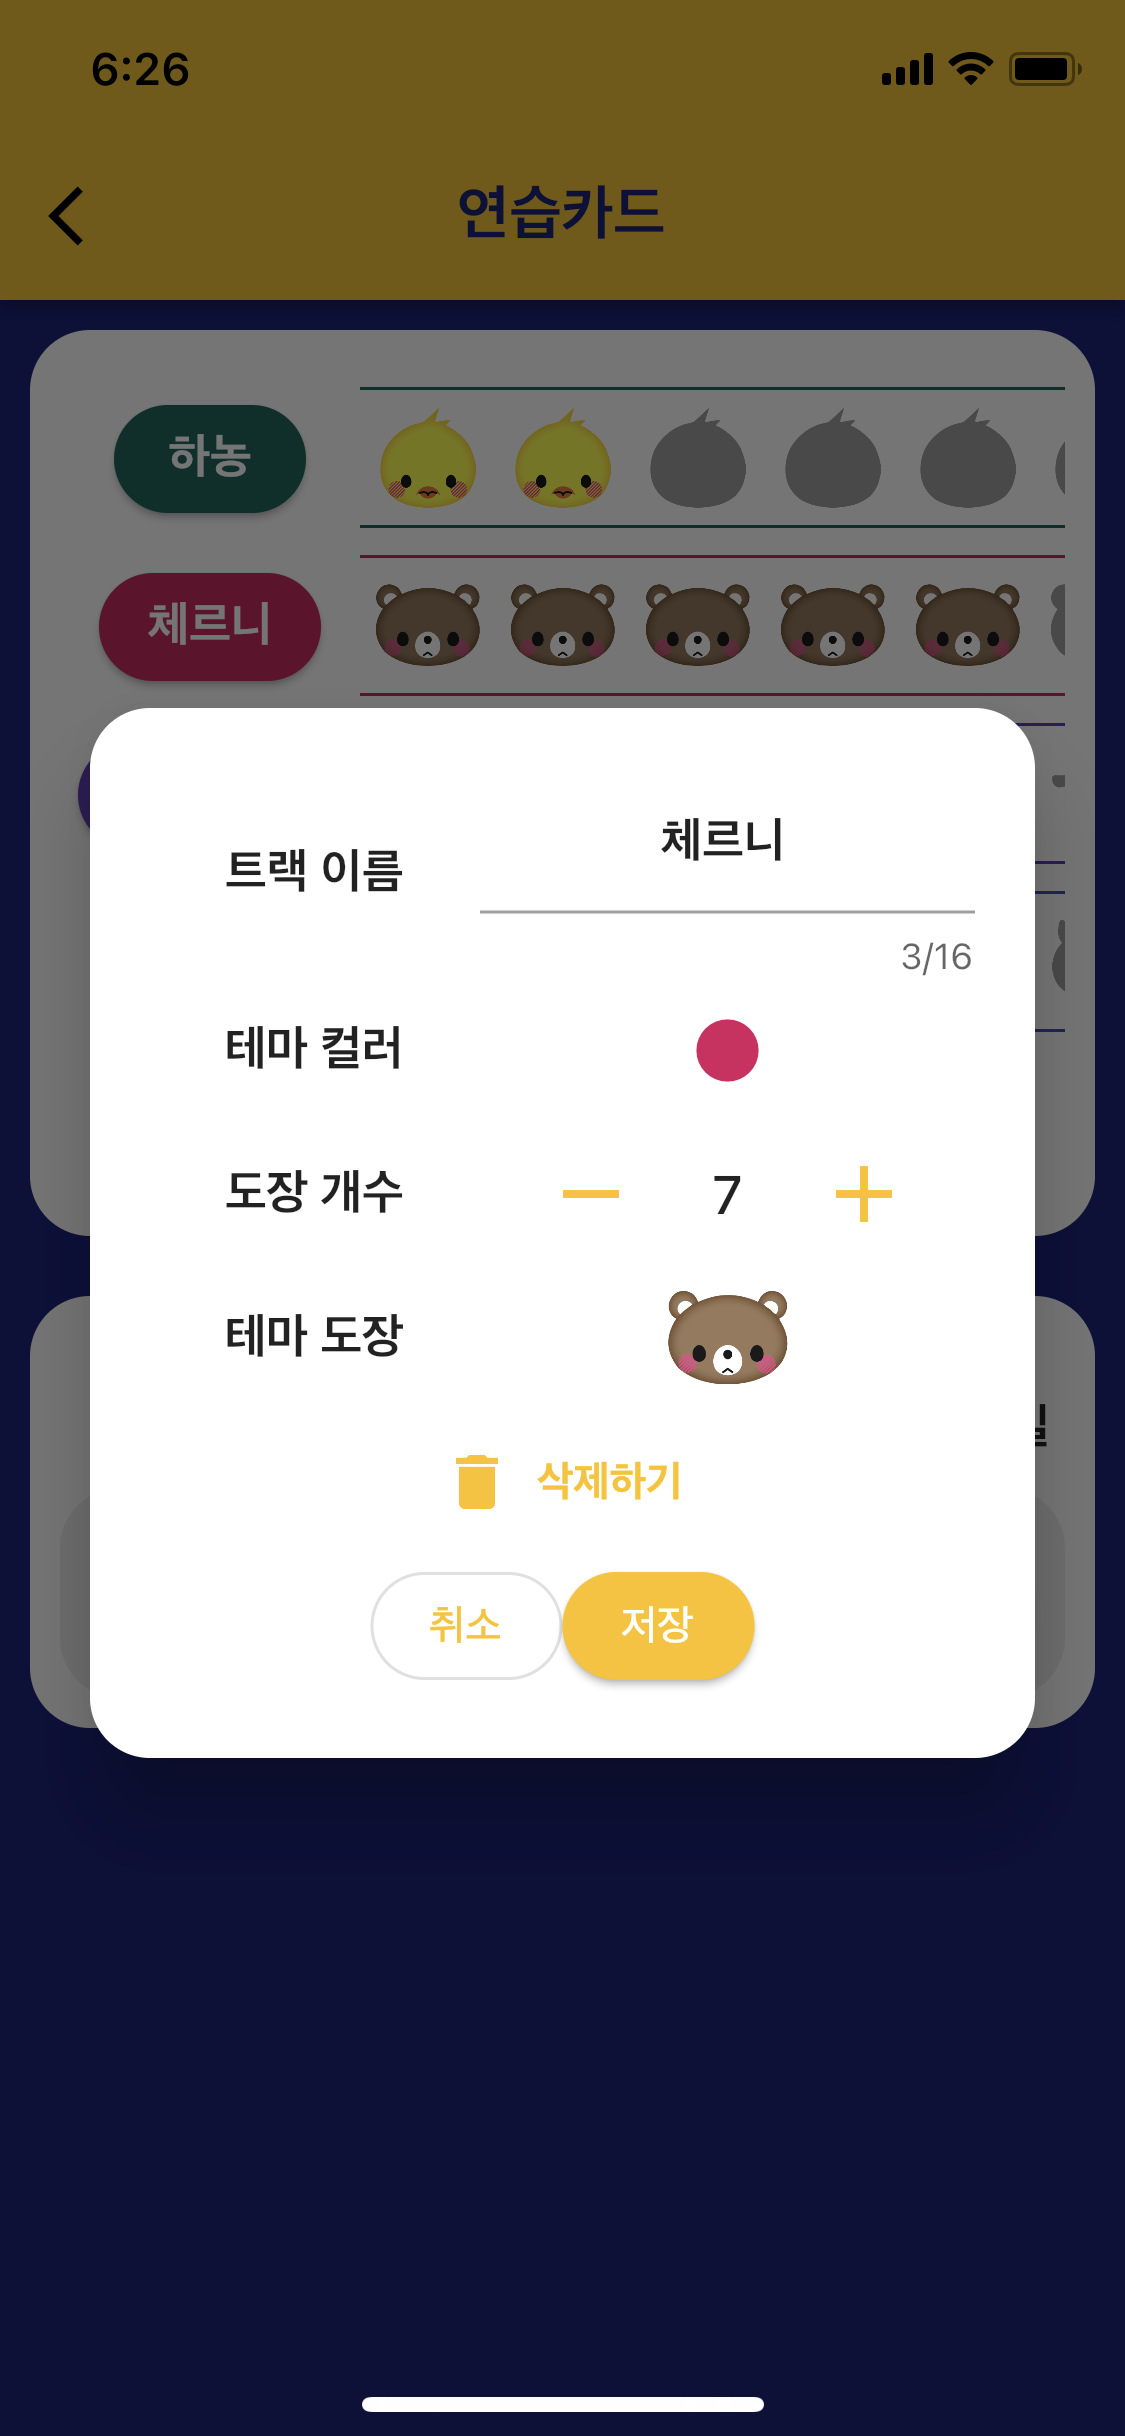 6:26
연습카드
하농
체르니
트랙 이름
체르니
3/16
테마 컬러
도장 개수
7
테마 도장
삭제하기
취소
저장